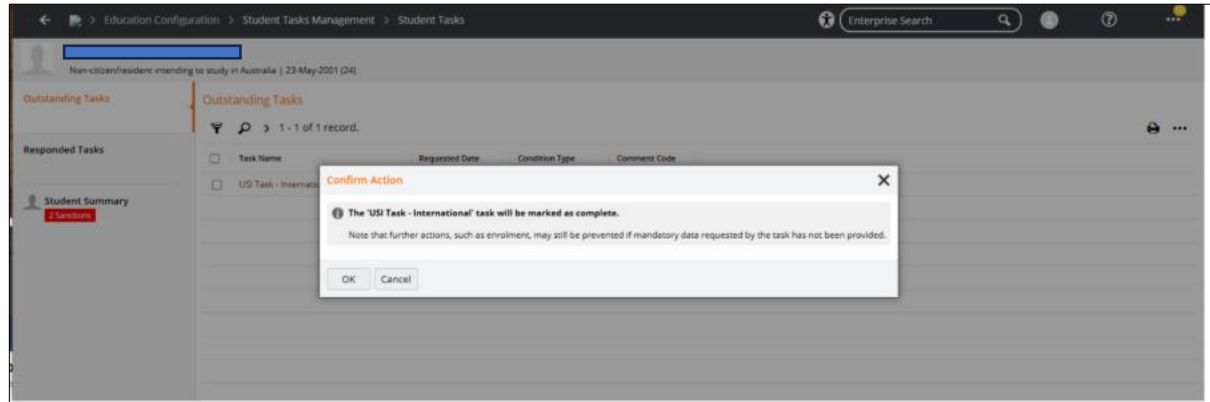 Education Configuration > Student Tasks Management > Student Tasks
Enterprise Search
Non-citizen/resident intending to study in Australia | 23-May-2001 (24)
Outstanding Tasks
Outstanding Tasks
1 - 1 of 1 record.
Responded Tasks
Task Name Requested Date Condition Type Comment Code
USI Task - Internatio
Student Summary
2 Sanctions
Confirm Action
The 'USI Task - International' task will be marked as complete.
Note that further actions, such as enrolment, may still be prevented if mandatory data requested by the task has not been provided.
OK Cancel